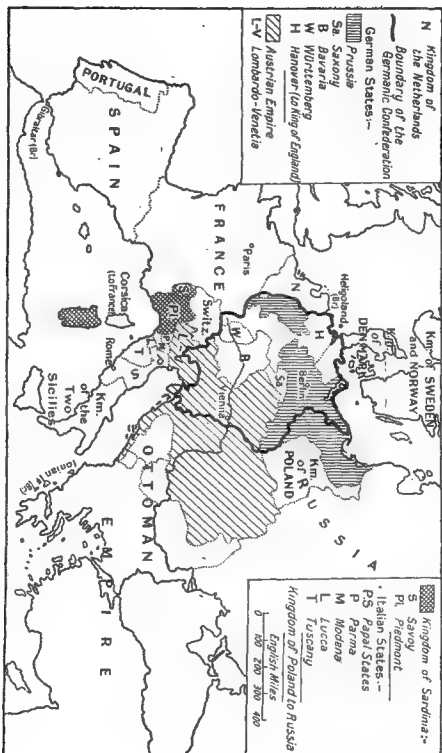 N Kingdom of
the Netherlands
Boundary of the
Germanic Confederation
German States:-
Prussia
Sa. Saxony
B Bavaria
W Württemberg
H Hanover (to King of England)
Austrian Empire
L-V Lombardo-Venetia
Kingdom of Sardinia:-
S Savoy
PI. Piedmont
Italian States:-
PS Papal States
P Parma
M Modena
L Lucca
T Tuscany
Kingdom of Poland to Russia
English Miles
0 100 200 300 400
Km. of SWEDEN
and NORWAY
DENMARK
Heligoland
(Br)
N
H
Berlin
Sa
Km.
of
POLAND
RUSSIA
Paris
FRANCE
Switz.
B
Vienna
S
PI.
PORTUGAL
SPAIN
Gibraltar (Br)
Corsica
(to France)
Rome
T
Km.
of the
Two
Sicilies
Ionian Is (Br)
OTTOMAN
EMPIRE